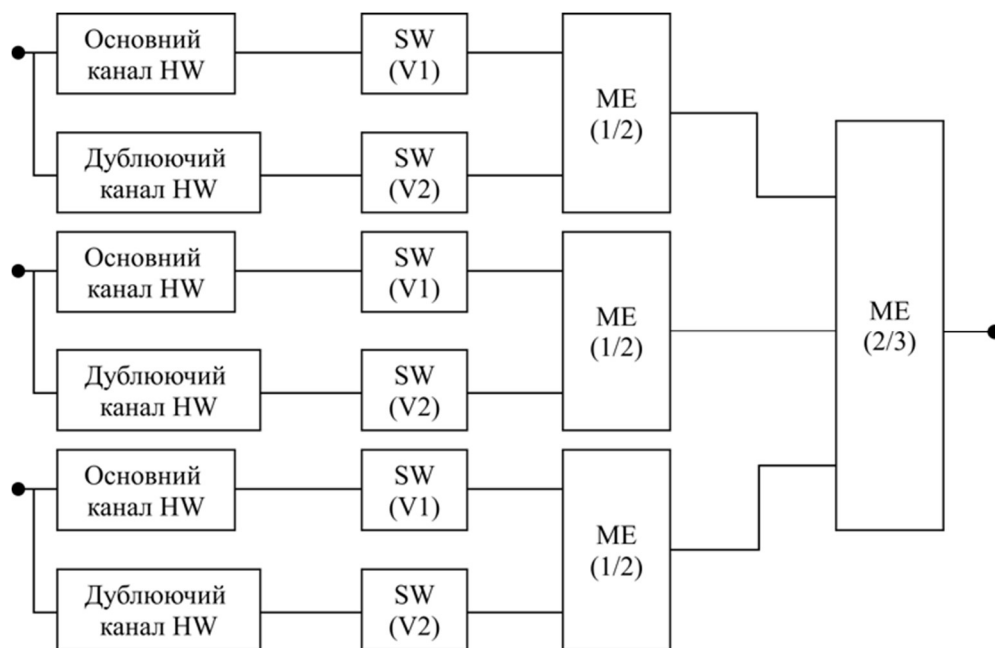 Основний
канал HW
SW
(V1)
ME
(1/2)
Дублюючий
канал HW
SW
(V2)
Основний
канал HW
SW
(V1)
ME
(1/2)
ME
(2/3)
Дублюючий
канал HW
SW
(V2)
Основний
канал HW
SW
(V1)
ME
(1/2)
Дублюючий
канал HW
SW
(V2)